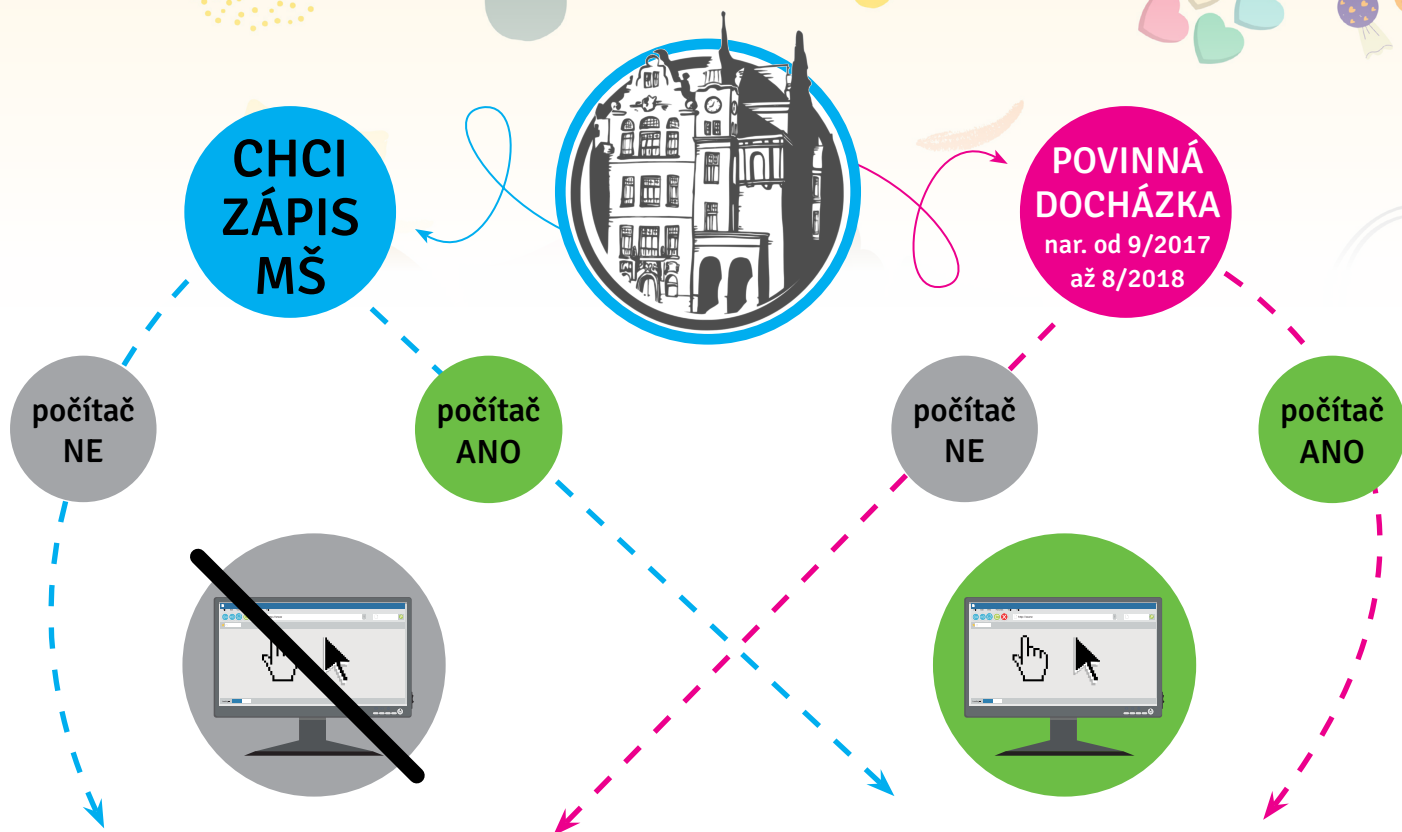 CHCI
ZÁPIS
MŠ
POVINNÁ
DOCHÁZKA
nar. od 9/2017
až 8/2018
počítač
NE
počítač
ANO
počítač
NE
počítač
ANO